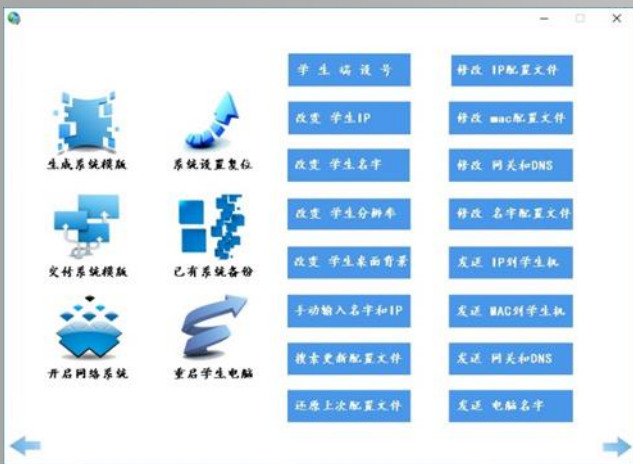 学 生 端 设 号
修改 IP配置文件
改变 学生IP
修改 mac配置文件
生成系统模版
系统设置复位
改变 学生名字
修改 网关和DNS
改变 学生分辨率
修改 名字配置文件
交付系统模版
已有系统备份
改变 学生桌面背景
发送 IP到学生机
手动输入名字和IP
发送 MAC到学生机
开启网络系统
重启学生电脑
搜索更新配置文件
发送 网关和DNS
还原上次配置文件
发送 电脑名字